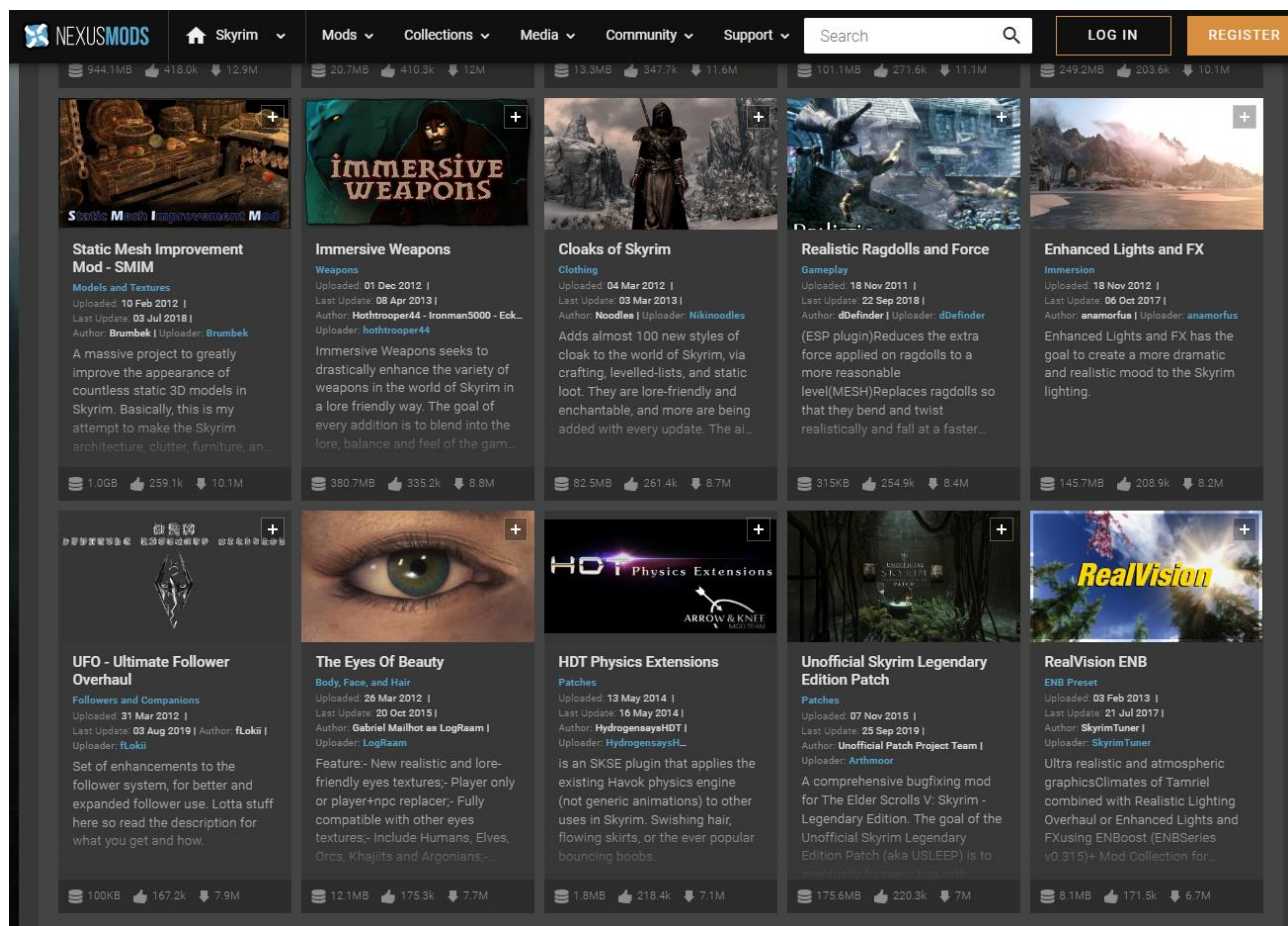 NEXUSMODS
Skyrim
Mods
Collections
Media
Community
Support
Search
LOG IN
REGISTER
944.1MB 418.0k 12.9M
20.7MB 410.3k 12M
13.3MB 347.7k 11.6M
101.1MB 271.6k 11.1M
249.2MB 203.6k 10.1M
Static Mesh Improvement Mod
Static Mesh Improvement
Mod - SMIM
Models and Textures
Uploaded: 10 Feb 2012 |
Last Update: 03 Jul 2018 |
Author: Brumbek | Uploader: Brumbek
A massive project to greatly
improve the appearance of
countless static 3D models in
Skyrim. Basically, this is my
attempt to make the Skyrim
architecture, clutter, furniture, an...
1.0GB 259.1k 10.1M
IMMERSIVE
WEAPONS
Immersive Weapons
Weapons
Uploaded: 01 Dec 2012 |
Last Update: 08 Apr 2013 |
Author: Hothtrooper44 - Ironman5000 - Eck...
Uploader: hothtrooper44
Immersive Weapons seeks to
drastically enhance the variety of
weapons in the world of Skyrim in
a lore friendly way. The goal of
every addition is to blend into the
lore, balance and feel of the gam...
380.7MB 335.2k 8.8M
Cloaks of Skyrim
Clothing
Uploaded: 04 Mar 2012 |
Last Update: 03 Mar 2013 |
Author: Noodles | Uploader: Nikinoodles
Adds almost 100 new styles of
cloak to the world of Skyrim, via
crafting, levelled-lists, and static
loot. They are lore-friendly and
enchantable, and more are being
added with every update. The ai...
82.5MB 261.4k 8.7M
Realistic Ragdolls and Force
Gameplay
Uploaded: 18 Nov 2011 |
Last Update: 22 Sep 2018 |
Author: dDefinder | Uploader: dDefinder
(ESP plugin)Reduces the extra
force applied on ragdolls to a
more reasonable
level(MESH)Replaces ragdolls so
that they bend and twist
realistically and fall at a faster...
315KB 254.9k 8.4M
Enhanced Lights and FX
Immersion
Uploaded: 18 Nov 2012 |
Last Update: 06 Oct 2017 |
Author: anamorfus | Uploader: anamorfus
Enhanced Lights and FX has the
goal to create a more dramatic
and realistic mood to the Skyrim
lighting.
145.7MB 208.9k 8.2M
UFO - Ultimate Follower
Overhaul
Followers and Companions
Uploaded: 31 Mar 2012 |
Last Update: 03 Aug 2019 | Author: fLokii |
Uploader: fLokii
Set of enhancements to the
follower system, for better and
expanded follower use. Lotta stuff
here so read the description for
what you get and how.
100KB 167.2k 7.9M
The Eyes Of Beauty
Body, Face, and Hair
Uploaded: 26 Mar 2012 |
Last Update: 20 Oct 2015 |
Author: Gabriel Mailhot as LogRaam |
Uploader: LogRaam
Feature:- New realistic and lore-
friendly eyes textures;- Player only
or player+npc replacer;- Fully
compatible with other eyes
textures;- Include Humans, Elves,
Orcs, Khajiits and Argonians;-...
12.1MB 175.3k 7.7M
HDT Physics Extensions
ARROW & KNEE
MOD TEAM
HDT Physics Extensions
Patches
Uploaded: 13 May 2014 |
Last Update: 16 May 2014 |
Author: HydrogensaysHDT |
Uploader: HydrogensaysH...
is an SKSE plugin that applies the
existing Havok physics engine
(not generic animations) to other
uses in Skyrim. Swishing hair,
flowing skirts, or the ever popular
bouncing boobs.
1.8MB 218.4k 7.1M
UNOFFICIAL
SKYRIM
PATCH
Unofficial Skyrim Legendary
Edition Patch
Patches
Uploaded: 07 Nov 2015 |
Last Update: 25 Sep 2019 |
Author: Unofficial Patch Project Team |
Uploader: Arthmoor
A comprehensive bugfixing mod
for The Elder Scrolls V: Skyrim -
Legendary Edition. The goal of the
Unofficial Skyrim Legendary
Edition Patch (aka USLEEP) is to
eventually fix every bug with
175.6MB 220.3k 7M
RealVision
RealVision ENB
ENB Preset
Uploaded: 03 Feb 2013 |
Last Update: 21 Jul 2017 |
Author: SkyrimTuner |
Uploader: SkyrimTuner
Ultra realistic and atmospheric
graphicsClimates of Tamriel
combined with Realistic Lighting
Overhaul or Enhanced Lights and
FXusing ENBoost (ENBSeries
v0.315)+ Mod Collection for...
8.1MB 171.5k 6.7M